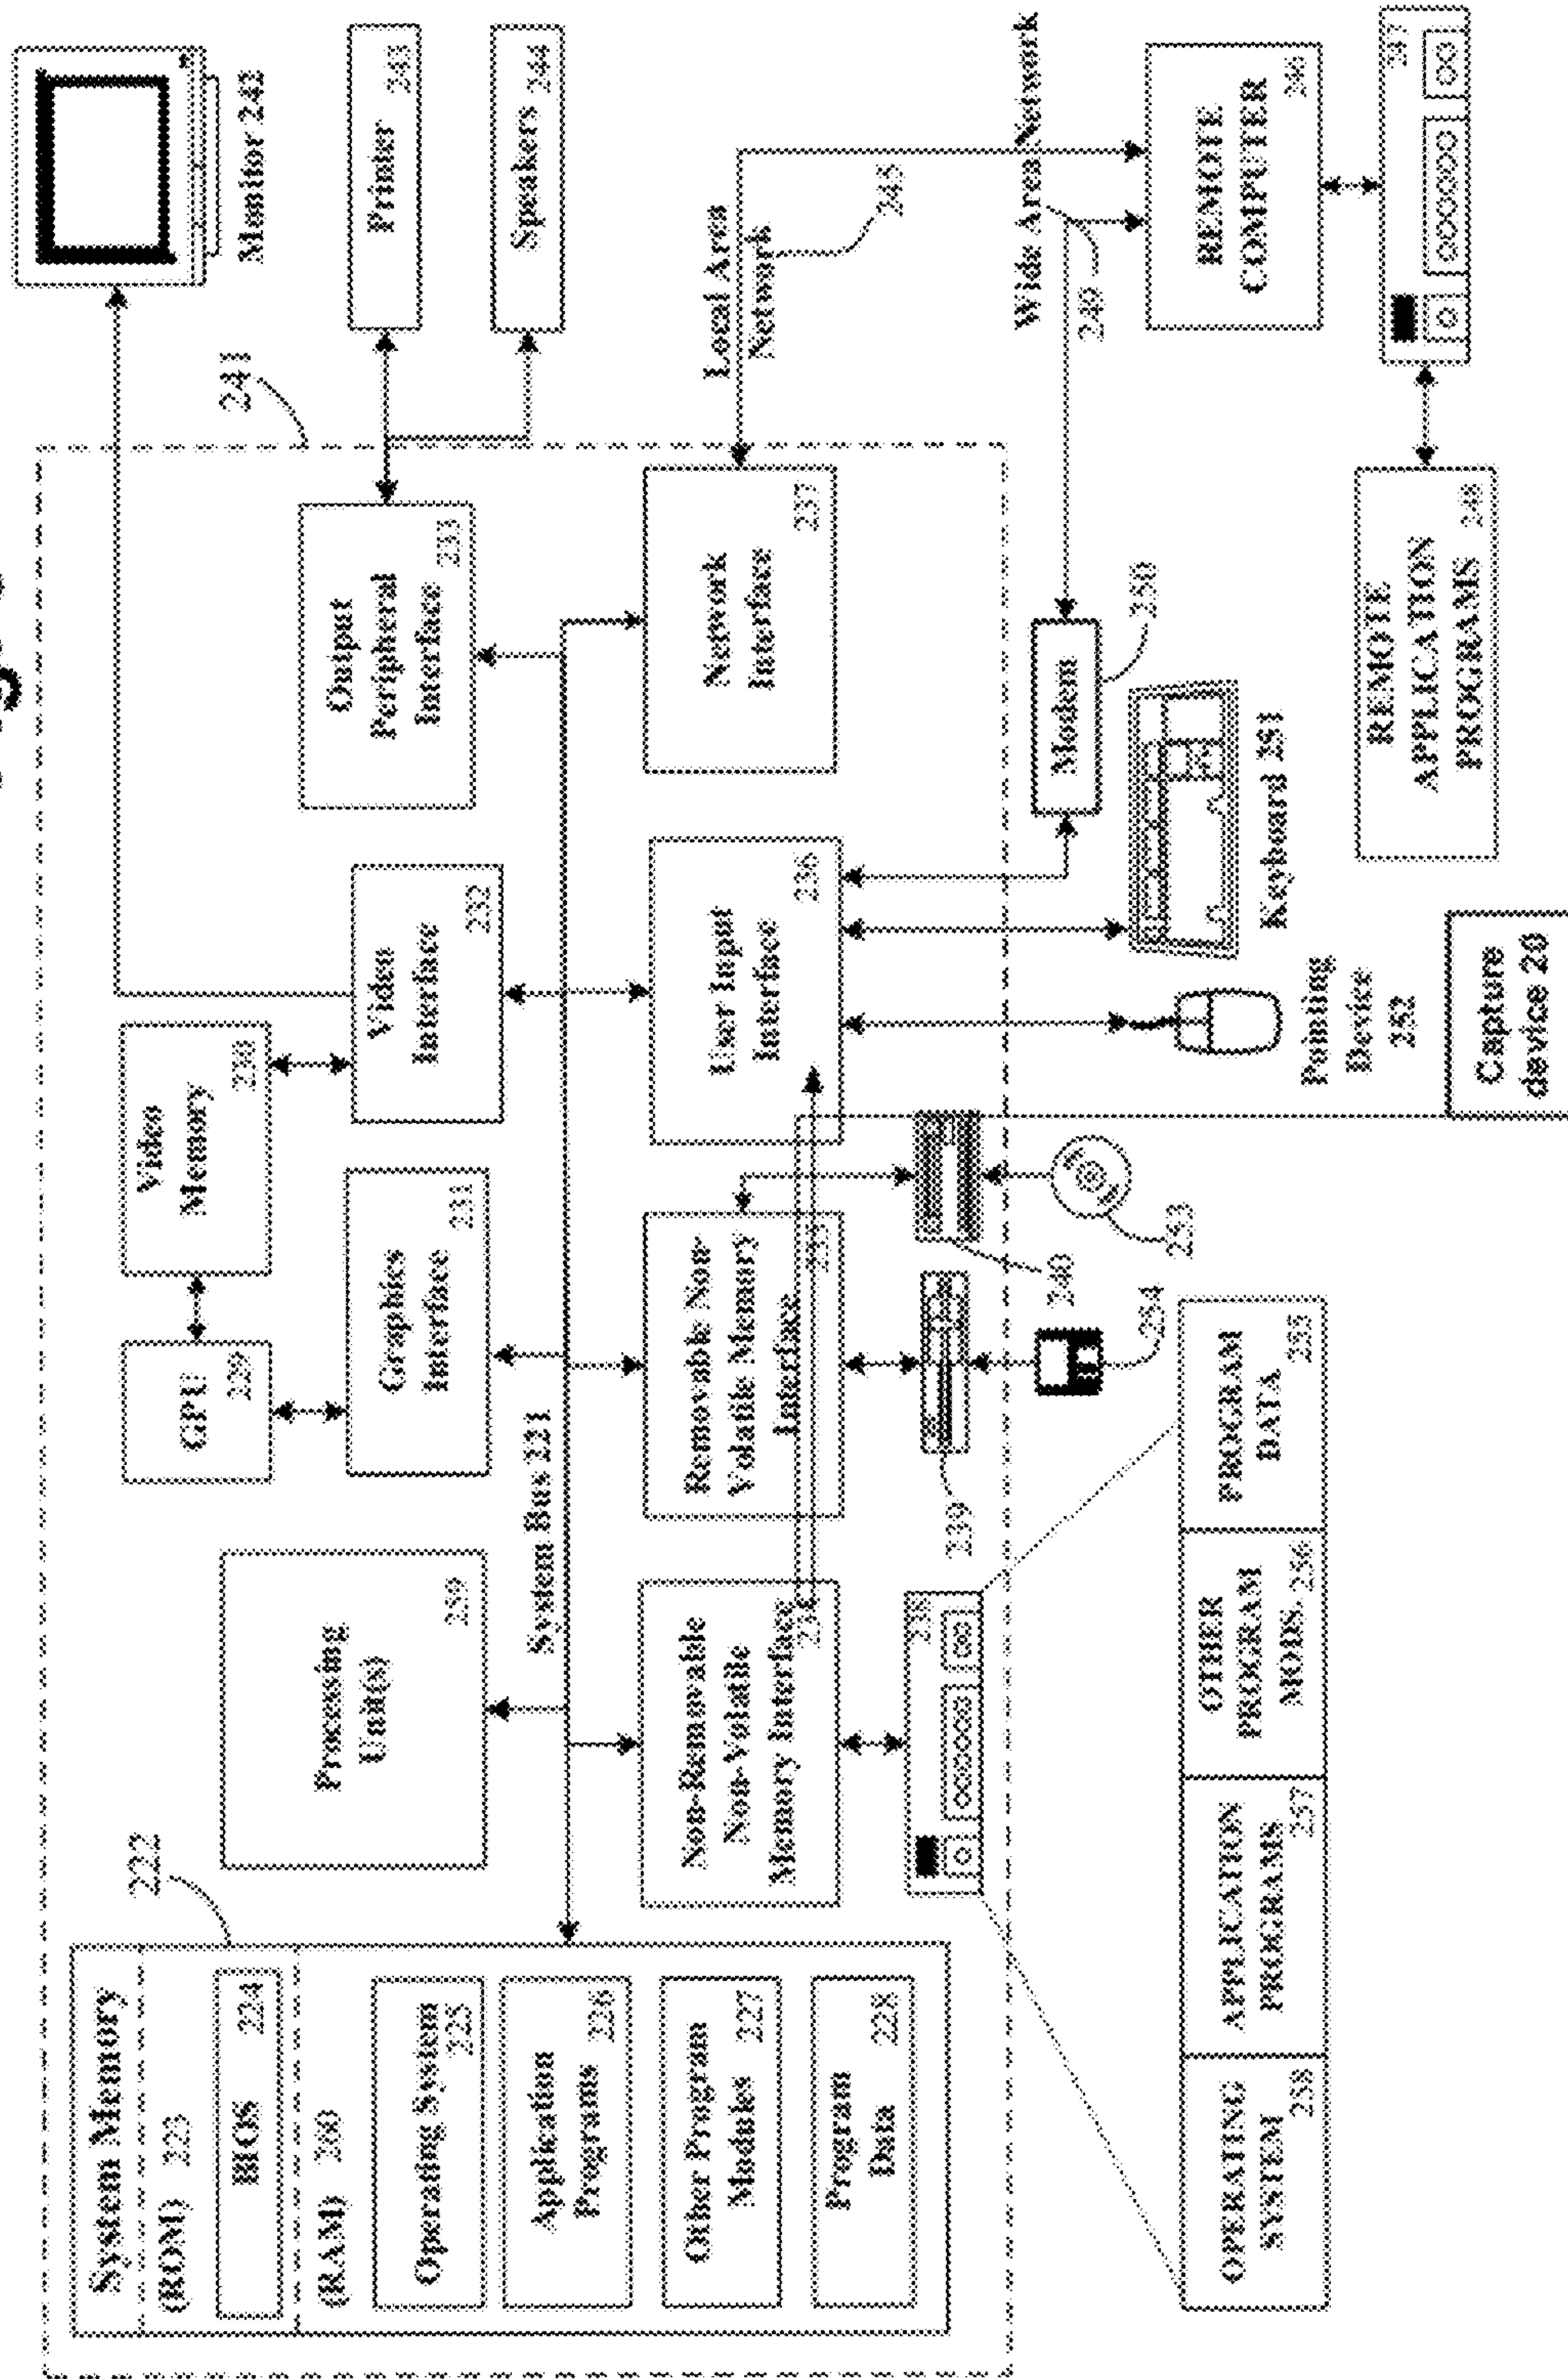 System Memory
(ROM) 223
BIOS 224
(RAM) 260
Operating System
225
Application
Programs 226
Other Program
Modules 227
Program
Data 228
222
Processing
Unit(s)
259
GPU
229
Video
Memory
230
Graphics
Interface
231
Video
Interface
232
Output
Peripheral
Interface 233
System Bus 221
Non-Removable
Non-Volatile
Memory Interface
Removable Non-
Volatile Memory
Interface
User Input
Interface
236
Network
Interface
237
241
Monitor 242
Printer 243
Speakers 244
Local Area
Network
245
Wide Area Network
249
REMOTE
COMPUTER
246
247
REMOTE
APPLICATION
PROGRAMS 248
Modem
250
Keyboard 251
Pointing
Device
252
Capture
device 20
238
239
240
253
254
OPERATING
SYSTEM
258
APPLICATION
PROGRAMS
257
OTHER
PROGRAM
MODS. 256
PROGRAM
DATA
255